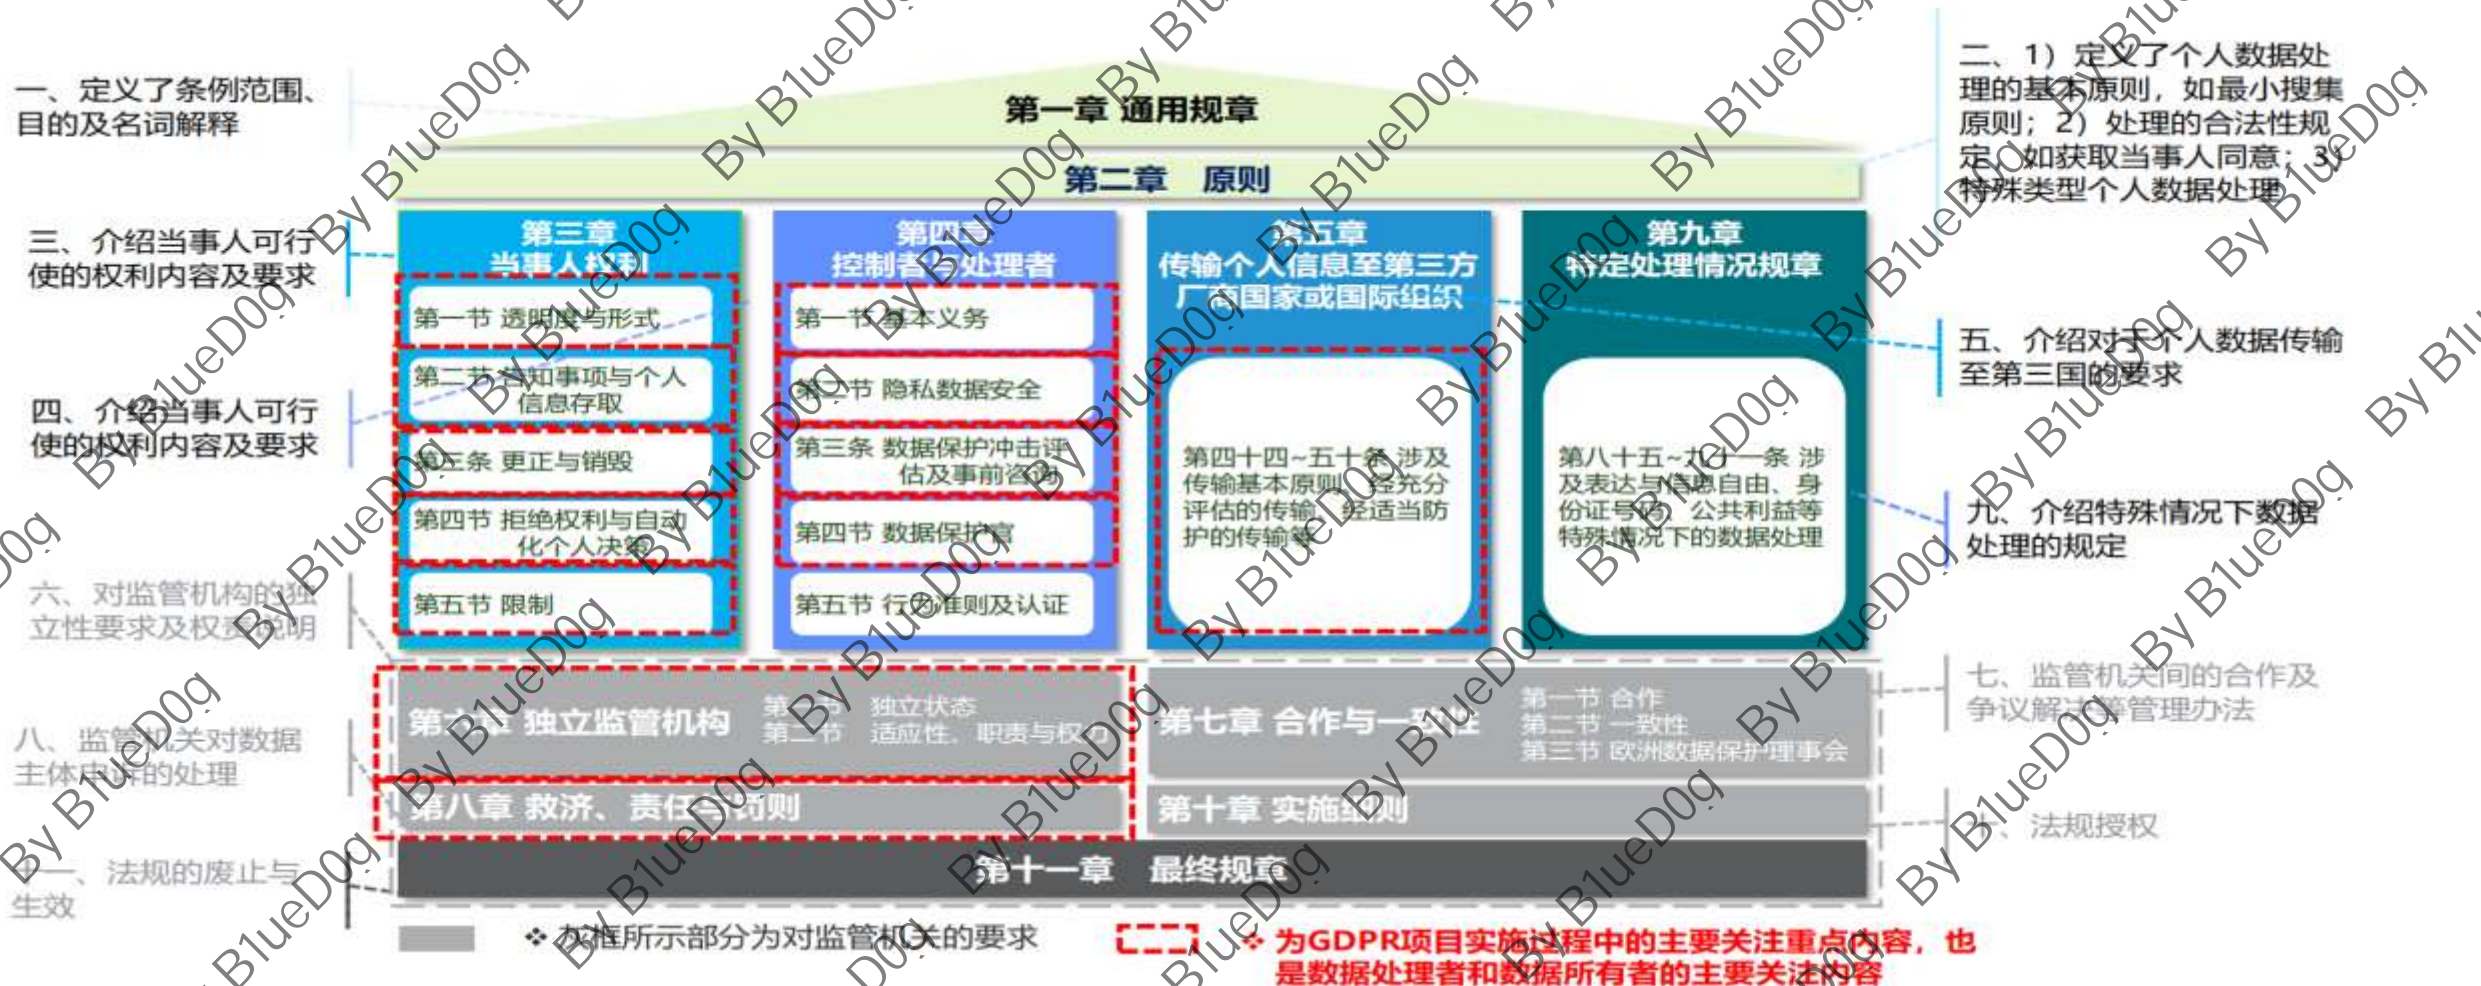 一、定义了条例范围、
目的及名词解释
第一章 通用规章
二、1）定义了个人数据处
理的基本原则，如最小搜集
原则；2）处理的合法性规
定，如获取当事人同意；3）
特殊类型个人数据处理
第二章 原则
三、介绍当事人可行
使的权利内容及要求
四、介绍当事人可行
使的权利内容及要求
第三章
当事人权利
第一节 透明度与形式
第二节 告知事项与个人
信息存取
第三条 更正与销毁
第四节 拒绝权利与自动
化个人决策
第五节 限制
第四章
控制者与处理者
第一节 基本义务
第二节 隐私数据安全
第三条 数据保护冲击评
估及事前咨询
第四节 数据保护官
第五节 行为准则及认证
第五章
传输个人信息至第三方
厂商国家或国际组织
第四十四~五十条 涉及
传输基本原则、经充分
评估的传输、经适当防
护的传输等
第九章
特定处理情况规章
第八十五~九十一条 涉
及表达与信息自由、身
份证号码、公共利益等
特殊情况下的数据处理
五、介绍对于个人数据传输
至第三国的要求
九、介绍特殊情况下数据
处理的规定
六、对监管机构的独
立性要求及权责说明
八、监管机关对数据
主体申诉的处理
十一、法规的废止与
生效
第六章 独立监管机构
第一节 独立状态
第二节 适应性、职责与权力
第七章 合作与一致性
第一节 合作
第二节 一致性
第三节 欧洲数据保护理事会
第八章 救济、责任与罚则
第十章 实施细则
第十一章 最终规章
七、监管机关间的合作及
争议解决等管理办法
十、法规授权
❖ 灰框所示部分为对监管机关的要求
❖ 为GDPR项目实施过程中的主要关注重点内容，也
是数据处理者和数据所有者的主要关注内容
By B1ueD0g